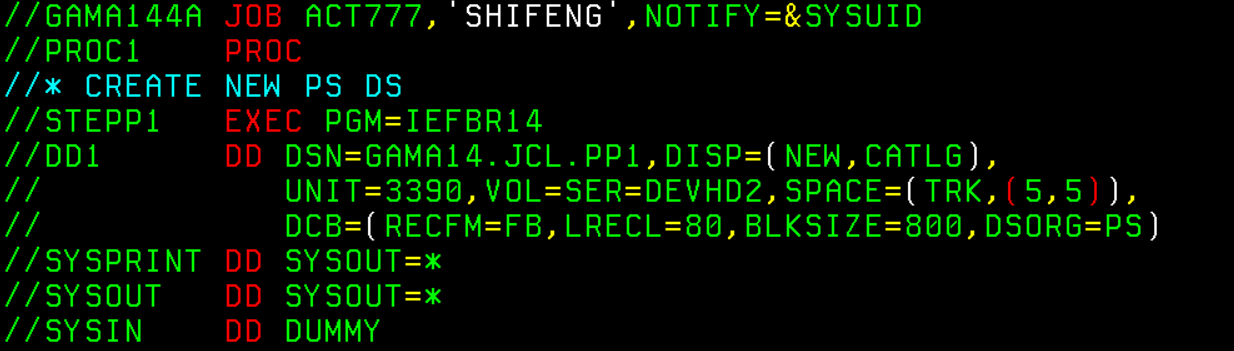 //GAMA144A JOB ACT777,'SHIFENG',NOTIFY=&SYSUID
//PROC1    PROC
//* CREATE NEW PS DS
//STEPP1   EXEC PGM=IEFBR14
//DD1      DD DSN=GAMA14.JCL.PP1,DISP=(NEW,CATLG),
//            UNIT=3390,VOL=SER=DEVHD2,SPACE=(TRK,(5,5)),
//            DCB=(RECFM=FB,LRECL=80,BLKSIZE=800,DSORG=PS)
//SYSPRINT DD SYSOUT=*
//SYSOUT   DD SYSOUT=*
//SYSIN    DD DUMMY